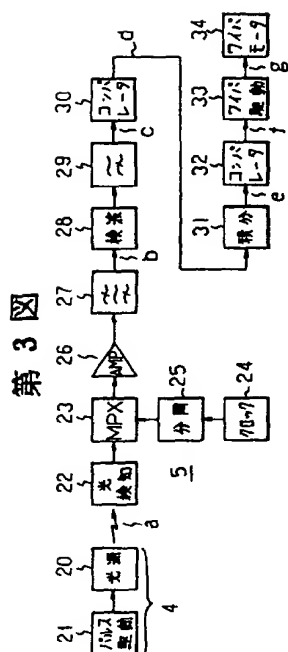 第 3 図
21
パルス
駆動
20
光源
4
a
22
光
検知
23
MPX
25
分周
24
クロック
5
26
AMP
27
b
28
検波
29
c
30
コンパ
レータ
d
31
積分
e
32
コンパ
レータ
f
33
ワイパ
駆動
g
34
ワイパ
モータ